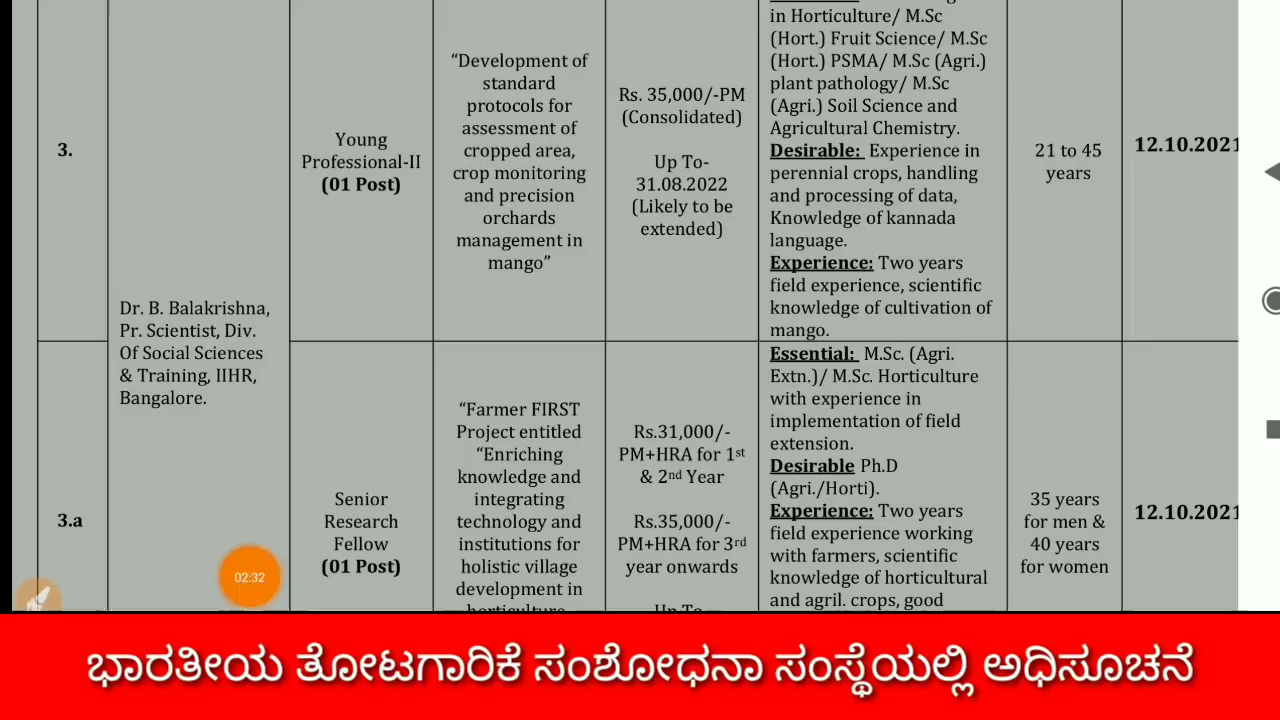 3.
Dr. B. Balakrishna,
Pr. Scientist, Div.
Of Social Sciences
& Training, IIHR,
Bangalore.
Young
Professional-II
(01 Post)
“Development of
standard
protocols for
assessment of
cropped area,
crop monitoring
and precision
orchards
management in
mango”
Rs. 35,000/-PM
(Consolidated)
Up To-
31.08.2022
(Likely to be
extended)
in Horticulture/ M.Sc
(Hort.) Fruit Science/ M.Sc
(Hort.) PSMA/ M.Sc (Agri.)
plant pathology/ M.Sc
(Agri.) Soil Science and
Agricultural Chemistry.
Desirable: Experience in
perennial crops, handling
and processing of data,
Knowledge of kannada
language.
Experience: Two years
field experience, scientific
knowledge of cultivation of
mango.
21 to 45
years
12.10.2021
3.a
Senior
Research
Fellow
(01 Post)
“Farmer FIRST
Project entitled
“Enriching
knowledge and
integrating
technology and
institutions for
holistic village
development in
horticulture
Rs.31,000/-
PM+HRA for 1st
& 2nd Year
Rs.35,000/-
PM+HRA for 3rd
year onwards
Up To
Essential: M.Sc. (Agri.
Extn.)/ M.Sc. Horticulture
with experience in
implementation of field
extension.
Desirable Ph.D
(Agri./Horti).
Experience: Two years
field experience working
with farmers, scientific
knowledge of horticultural
and agril. crops, good
35 years
for men &
40 years
for women
12.10.2021
02:32
ಭಾರತೀಯ ತೋಟಗಾರಿಕೆ ಸಂಶೋಧನಾ ಸಂಸ್ಥೆಯಲ್ಲಿ ಅಧಿಸೂಚನೆ